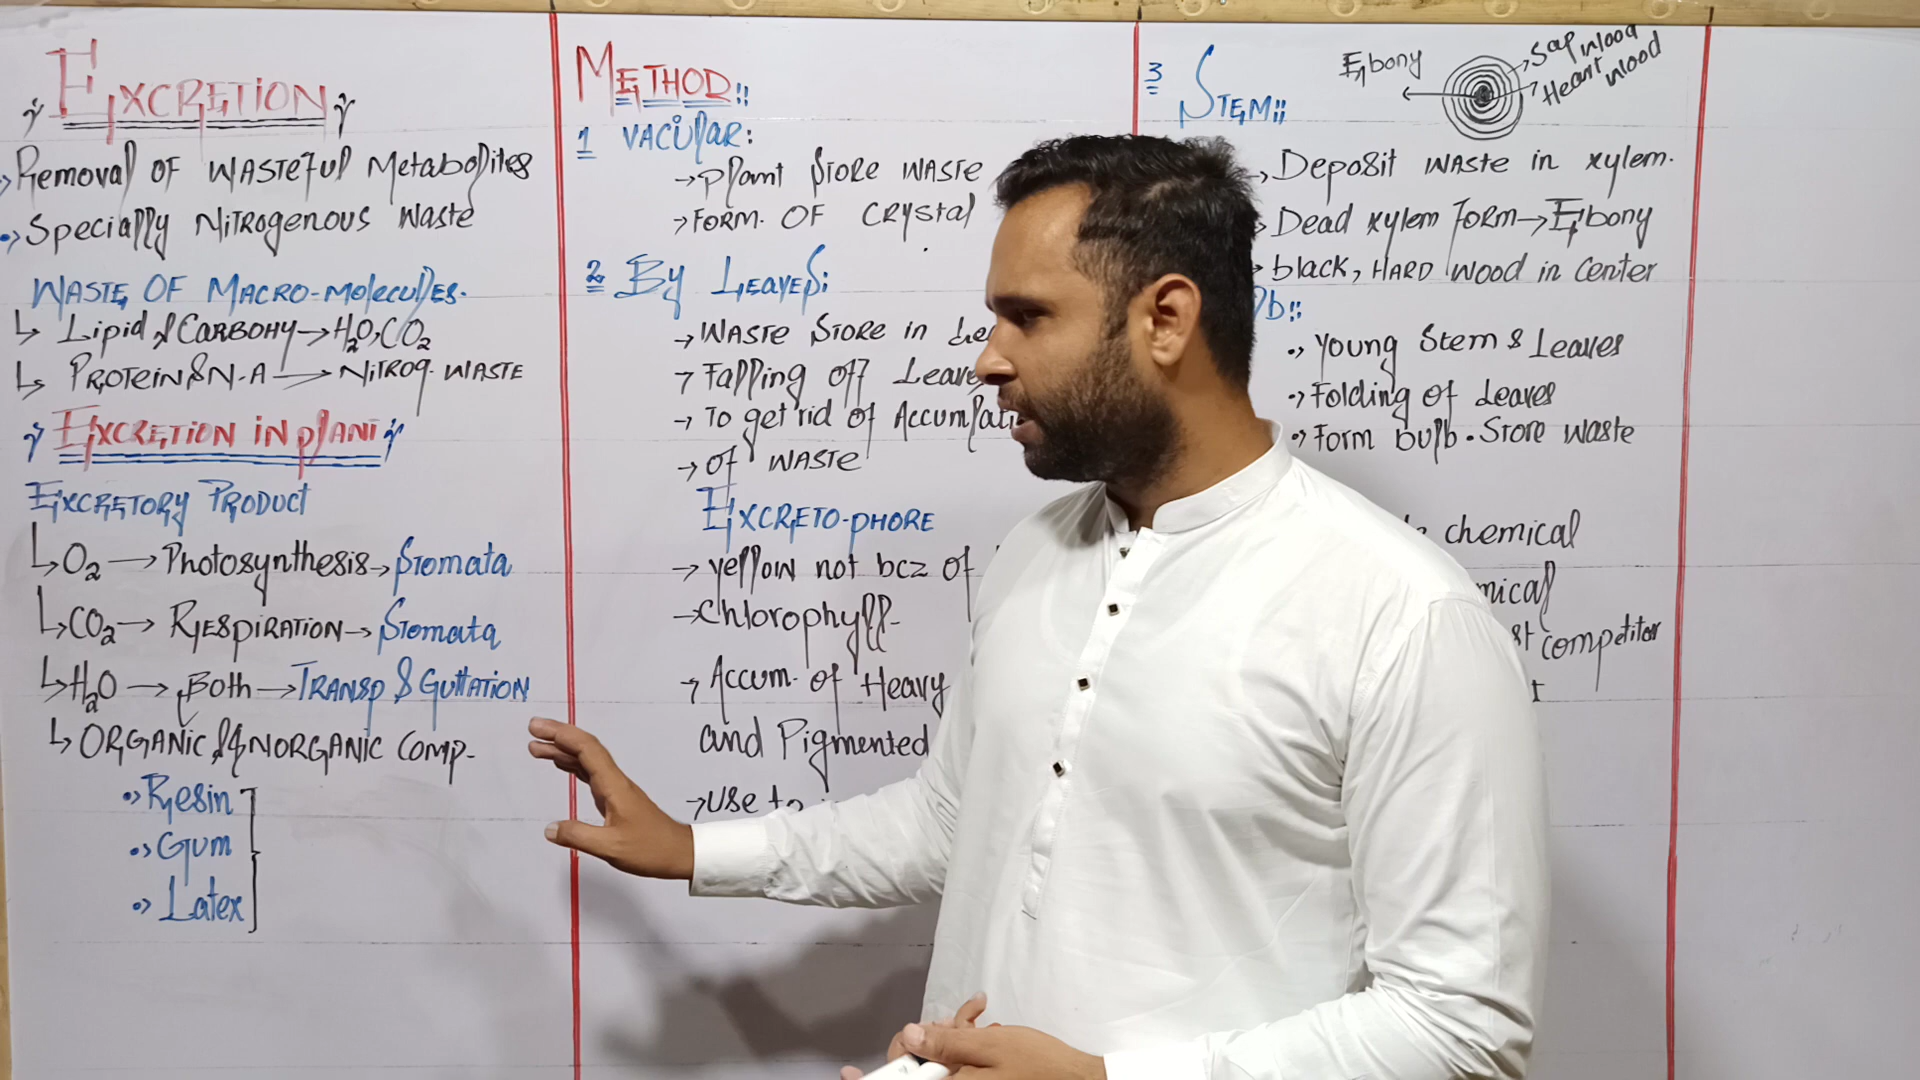 EXCRETION
Removal OF WASTEFUL Metabolites
Specially Nitrogenous Waste
WASTE OF MACRO-Molecules.
Lipid & CARBOHY → H₂O, CO₂
PROTEIN & N.A → NITROG. WASTE
EXCRETION IN plANT
EXCRETORY PRODUCT
O₂ → Photosynthesis → Stomata
CO₂ → RESPIRATION → Stomata
H₂O → Both → TRANSP & GUTTATION
ORGANIC & INORGANIC COMP.
Resin
Gum
Latex
METHOD::
1 VACULAR:
→ Plant STORE WASTE
→ FORM. OF CRYSTAL
2 By LEAVES:
→ WASTE STORE in
→ Falling off
→ To get rid of
→ OF WASTE
EXCRETO-PHORE
→ yellow not bcz of
→ Chlorophyll
→ Accum. of Heavy
and Pigmented
→ use to
3 STEM::
Ebony
Sap wood
Heart wood
→ Deposit WASTE in xylem.
Dead xylem Form → Ebony
black, HARD wood in Center
Young Stem & Leaves
Folding of Leaves
Form bulb. Store waste
chemical
competitor